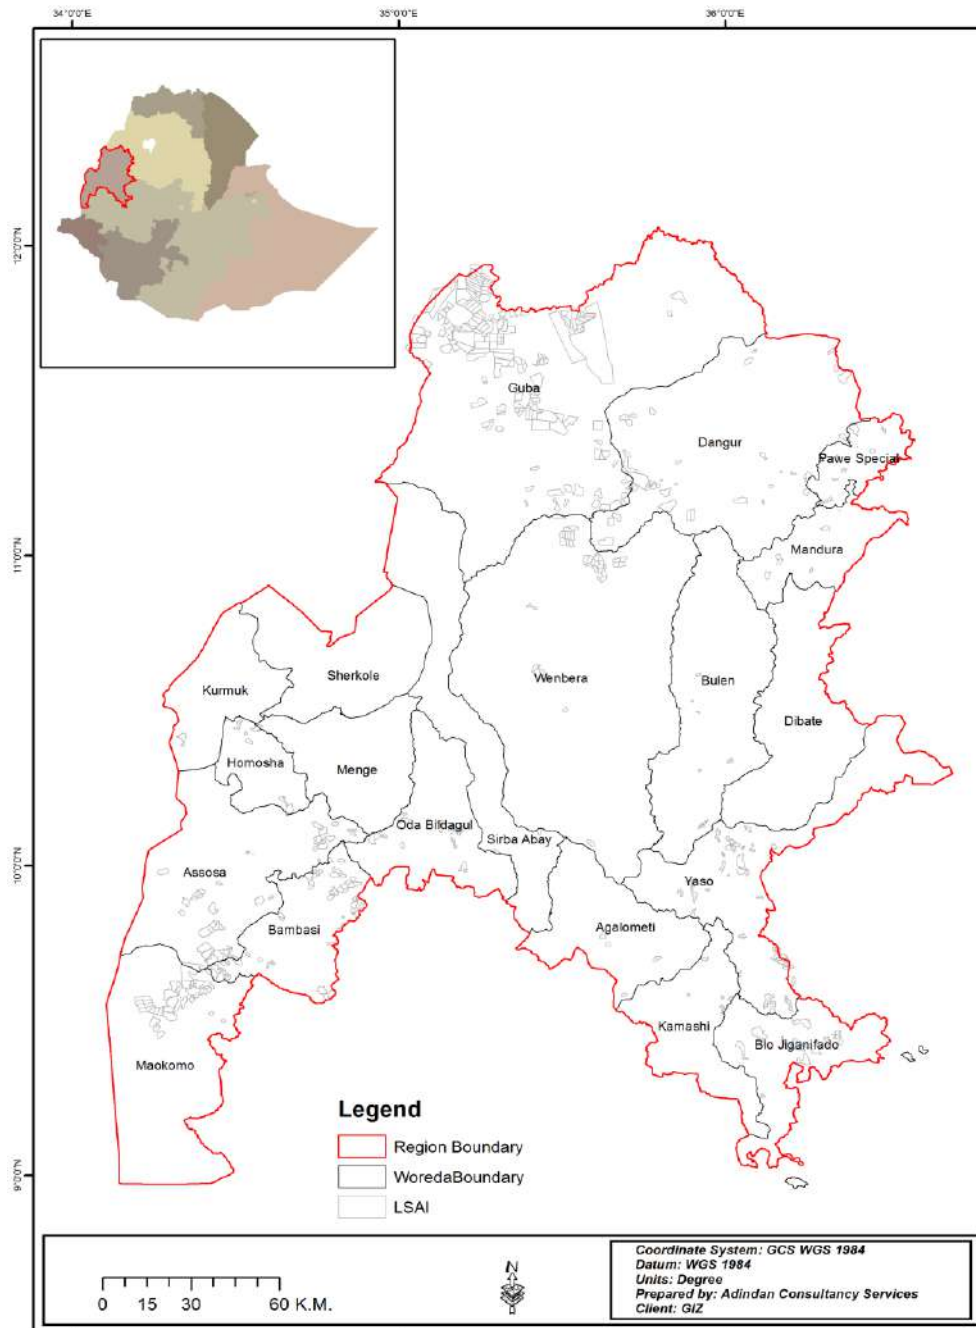 34°0'0"E 35°0'0"E 36°0'0"E
12°0'0"N
11°0'0"N
10°0'0"N
9°0'0"N
Guba
Dangur
Pawe Special
Mandura
Sherkole
Wenbera
Bulen
Kurmuk
Dibate
Homosha
Menge
Oda Bildagul
Sirba Abay
Assosa
Yaso
Bambasi
Agalometi
Kamashi
Blo Jiganifado
Maokomo
Legend
Region Boundary
WoredaBoundary
LSAI
N
0 15 30 60 K.M.
Coordinate System: GCS WGS 1984
Datum: WGS 1984
Units: Degree
Prepared by: Adindan Consultancy Services
Client: GIZ